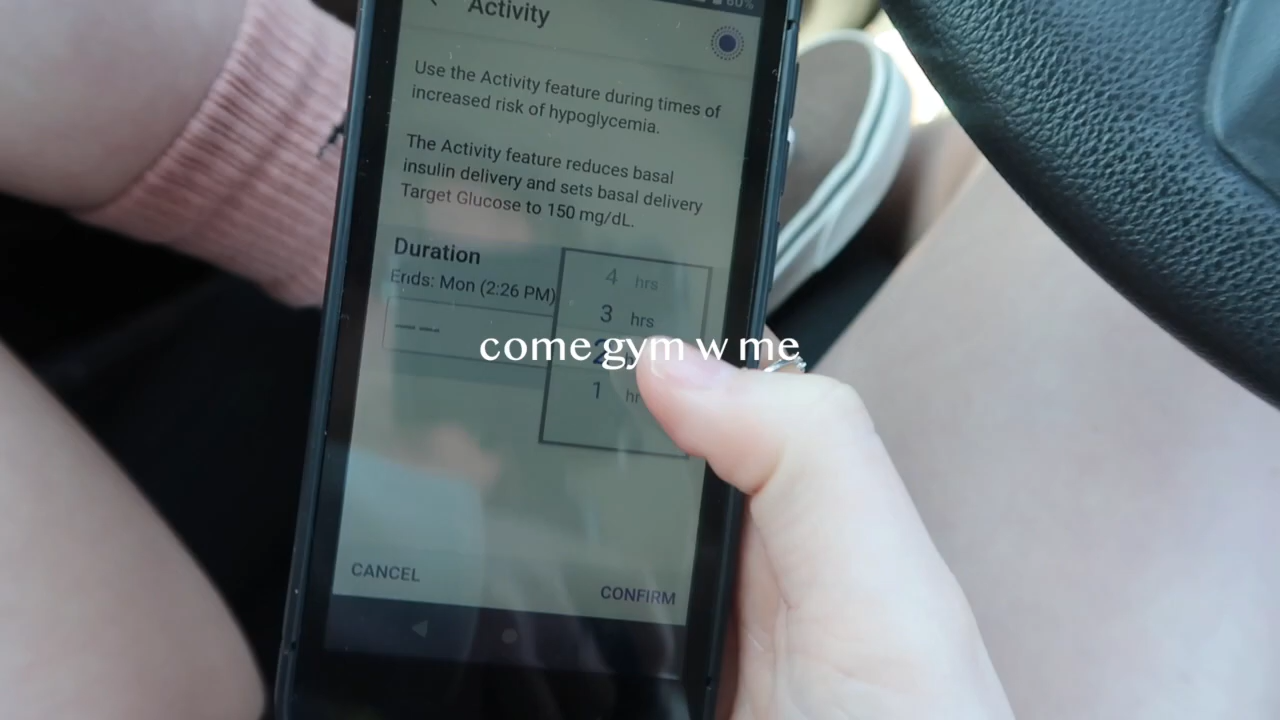 Activity
Use the Activity feature during times of
increased risk of hypoglycemia.
The Activity feature reduces basal
insulin delivery and sets basal delivery
Target Glucose to 150 mg/dL.
Duration
Ends: Mon (2:26 PM)
4 hrs
3 hrs
2
1 hr
come gym w me
CANCEL
CONFIRM